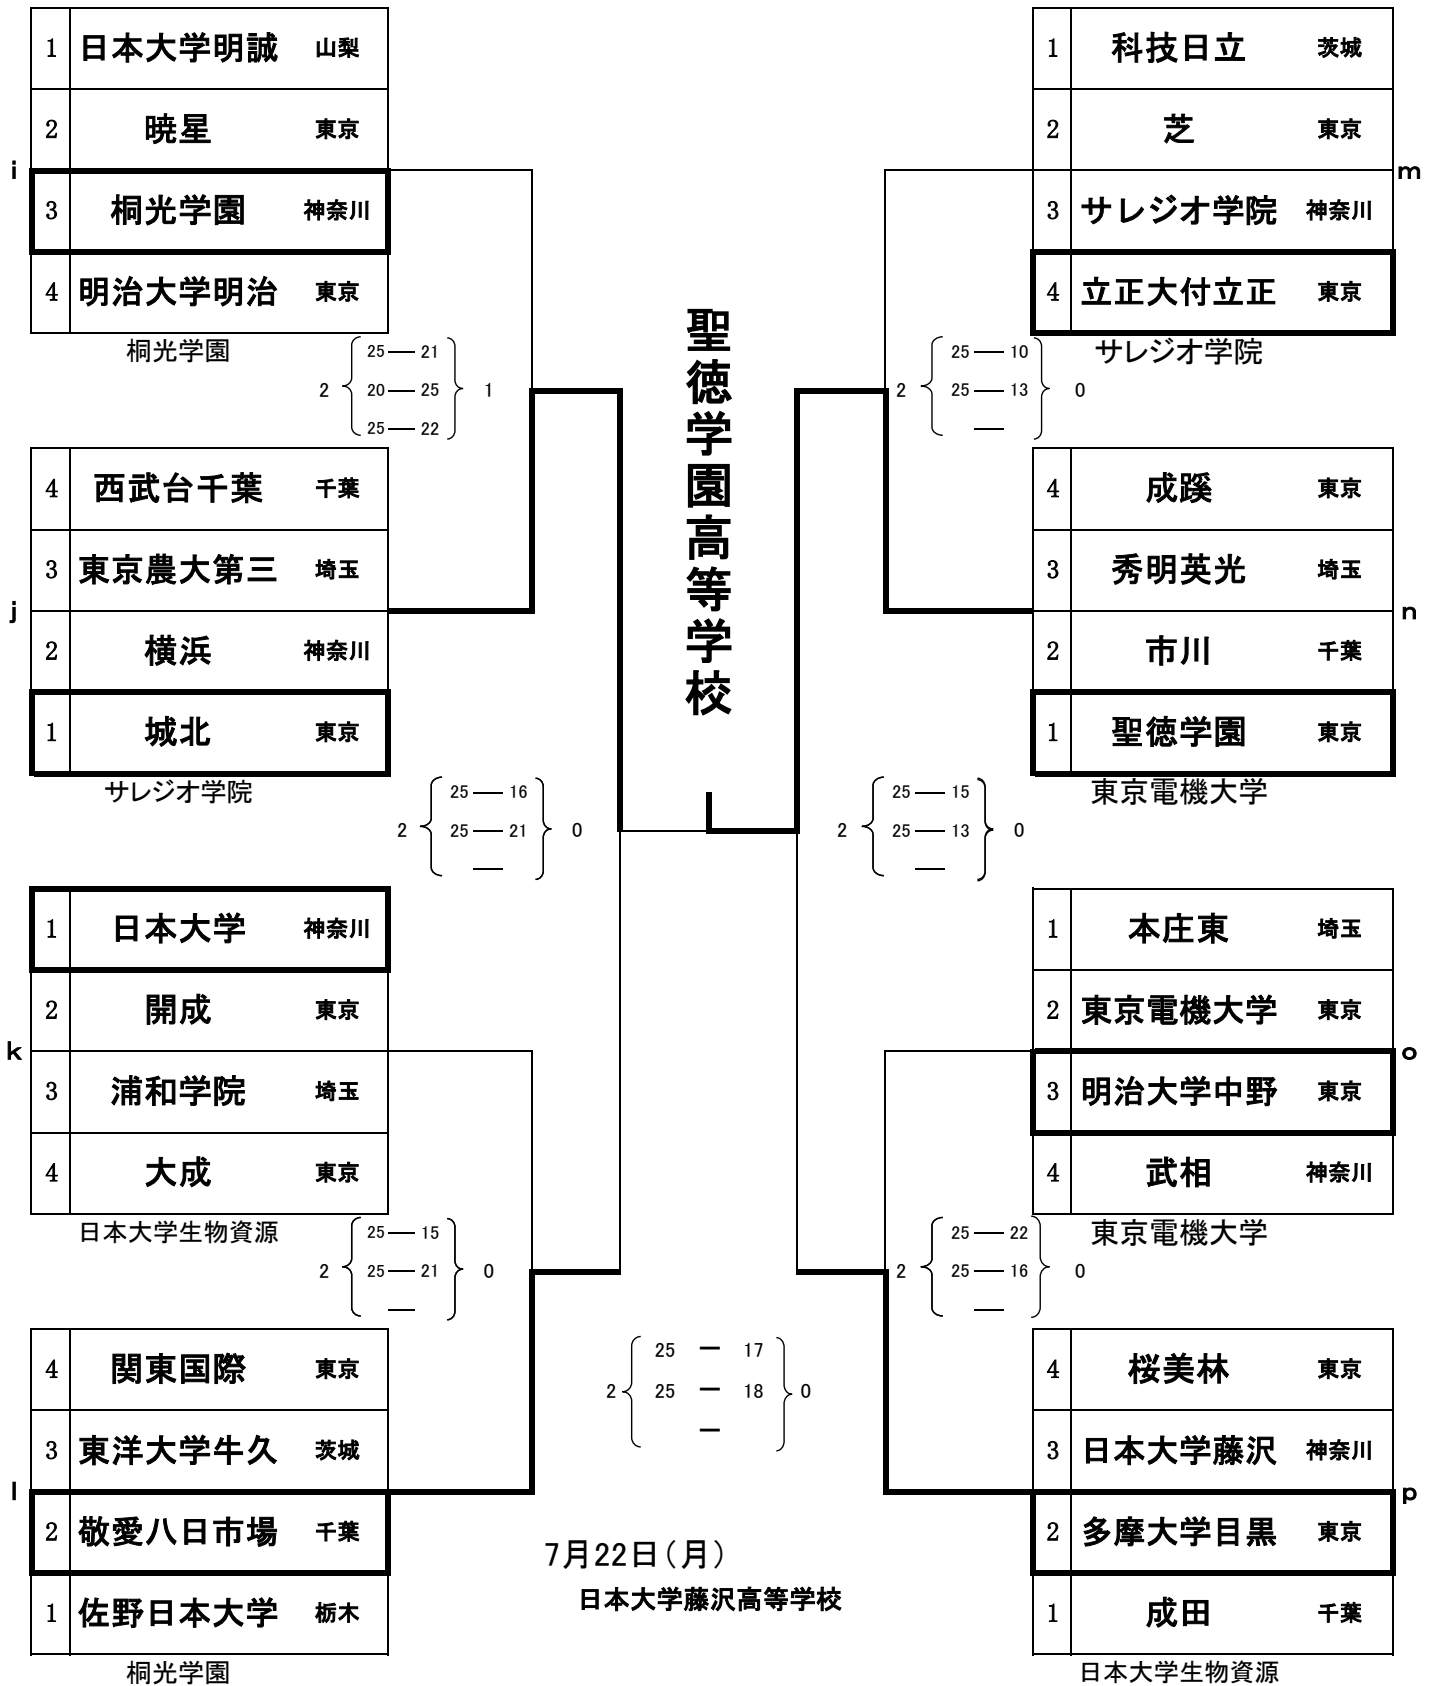 i
1 日本大学明誠 山梨
2 暁星 東京
3 桐光学園 神奈川
4 明治大学明治 東京
桐光学園
2 25 — 21 1
20 — 25
25 — 22
j
4 西武台千葉 千葉
3 東京農大第三 埼玉
2 横浜 神奈川
1 城北 東京
サレジオ学院
2 25 — 16 0
25 — 21
—
k
1 日本大学 神奈川
2 開成 東京
3 浦和学院 埼玉
4 大成 東京
日本大学生物資源
2 25 — 15 0
25 — 21
—
l
4 関東国際 東京
3 東洋大学牛久 茨城
2 敬愛八日市場 千葉
1 佐野日本大学 栃木
桐光学園
聖徳学園高等学校
2 25 — 17 0
25 — 18
—
7月22日(月)
日本大学藤沢高等学校
m
1 科技日立 茨城
2 芝 東京
3 サレジオ学院 神奈川
4 立正大付立正 東京
サレジオ学院
2 25 — 10 0
25 — 13
—
n
4 成蹊 東京
3 秀明英光 埼玉
2 市川 千葉
1 聖徳学園 東京
東京電機大学
2 25 — 15 0
25 — 13
—
o
1 本庄東 埼玉
2 東京電機大学 東京
3 明治大学中野 東京
4 武相 神奈川
東京電機大学
2 25 — 22 0
25 — 16
—
p
4 桜美林 東京
3 日本大学藤沢 神奈川
2 多摩大学目黒 東京
1 成田 千葉
日本大学生物資源